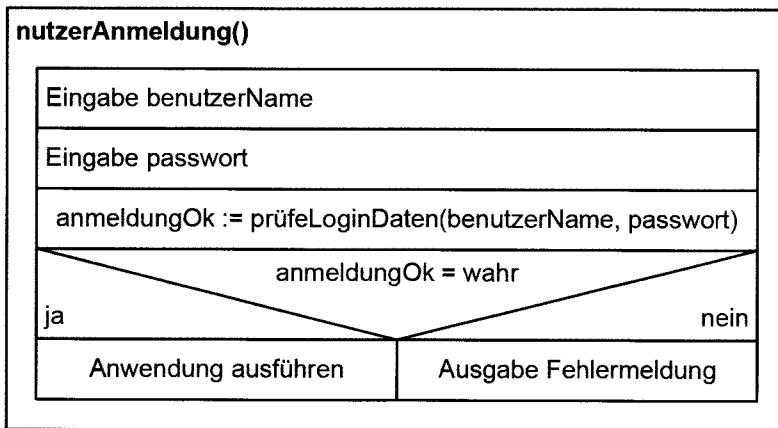 nutzerAnmeldung()
Eingabe benutzerName
Eingabe passwort
anmeldungOk := prüfeLoginDaten(benutzerName, passwort)
anmeldungOk = wahr
ja
nein
Anwendung ausführen
Ausgabe Fehlermeldung